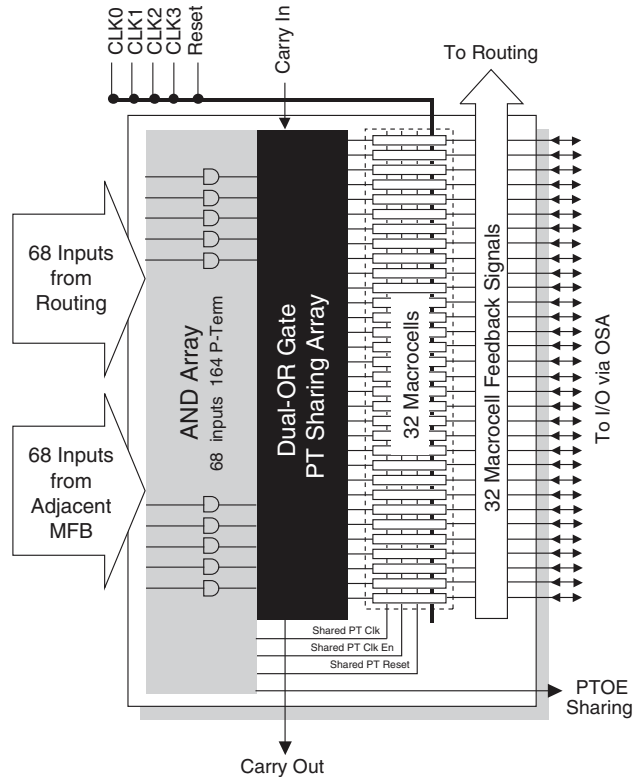 CLK0
CLK1
CLK2
CLK3
Reset
Carry In
To Routing
68 Inputs
from
Routing
68 Inputs
from
Adjacent
MFB
AND Array
68 inputs 164 P-Term
Dual-OR Gate
PT Sharing Array
32 Macrocells
32 Macrocell Feedback Signals
To I/O via OSA
Shared PT Clk
Shared PT Clk En
Shared PT Reset
PTOE
Sharing
Carry Out